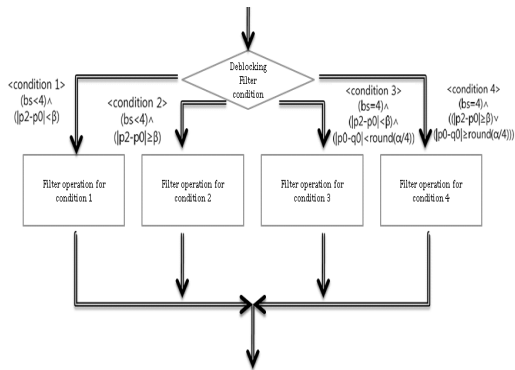 Deblocking
Filter
condition
<condition 1>
(bs<4)∧
(|p2-p0|<β)
<condition 2>
(bs<4)∧
(|p2-p0|≥β)
<condition 3>
(bs=4)∧
(|p2-p0|<β)∧
(|p0-q0|<round(α/4))
<condition 4>
(bs=4)∧
((|p2-p0|≥β)∨
(|p0-q0|≥round(α/4)))
Filter operation for
condition 1
Filter operation for
condition 2
Filter operation for
condition 3
Filter operation for
condition 4